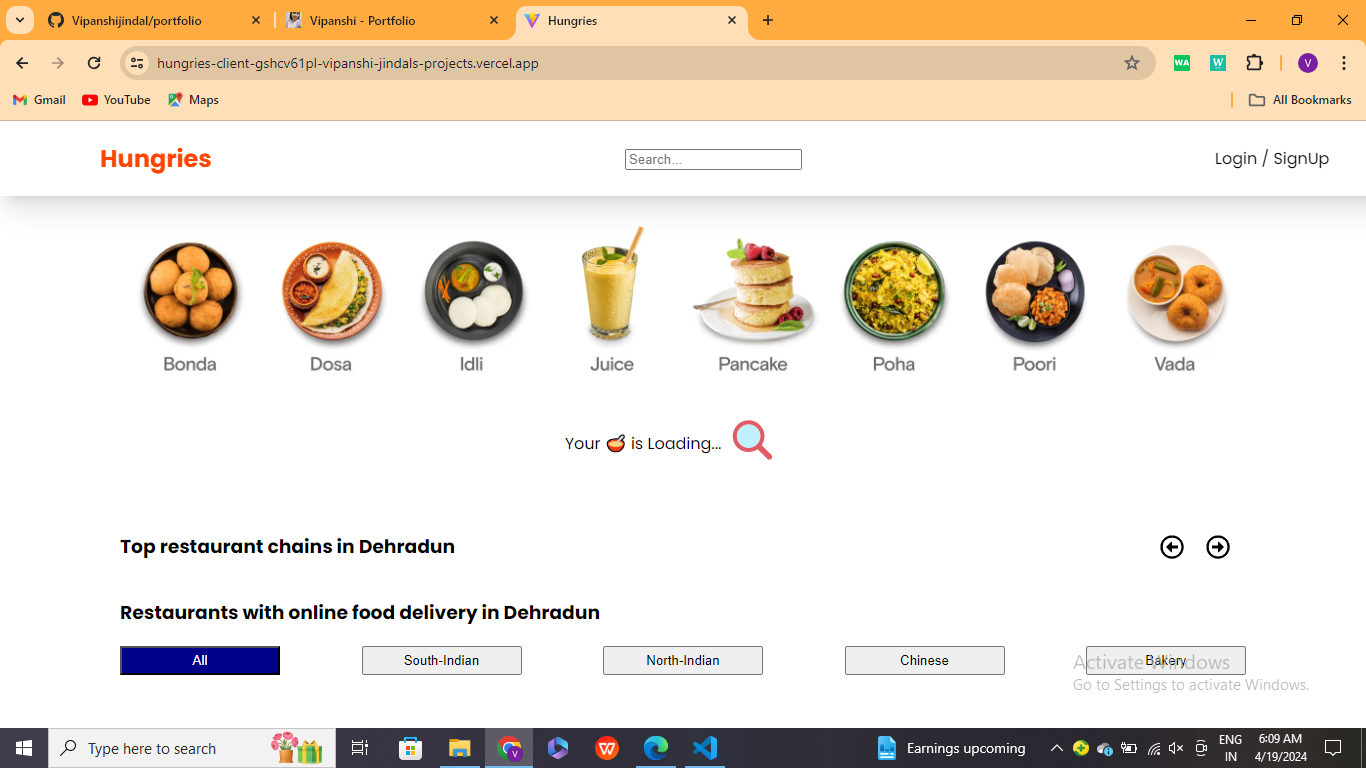 Vipanshijindal/portfolio
Vipanshi - Portfolio
Hungries
hungries-client-gshcv61pl-vipanshi-jindals-projects.vercel.app
WA
W
V
Gmail
YouTube
Maps
All Bookmarks
Hungries
Search...
Login / SignUp
Bonda
Dosa
Idli
Juice
Pancake
Poha
Poori
Vada
Your 🍲 is Loading...
Top restaurant chains in Dehradun
Restaurants with online food delivery in Dehradun
All
South-Indian
North-Indian
Chinese
Bakery
Activate Windows
Go to Settings to activate Windows.
Type here to search
V
W
Earnings upcoming
ENG
IN
6:09 AM
4/19/2024